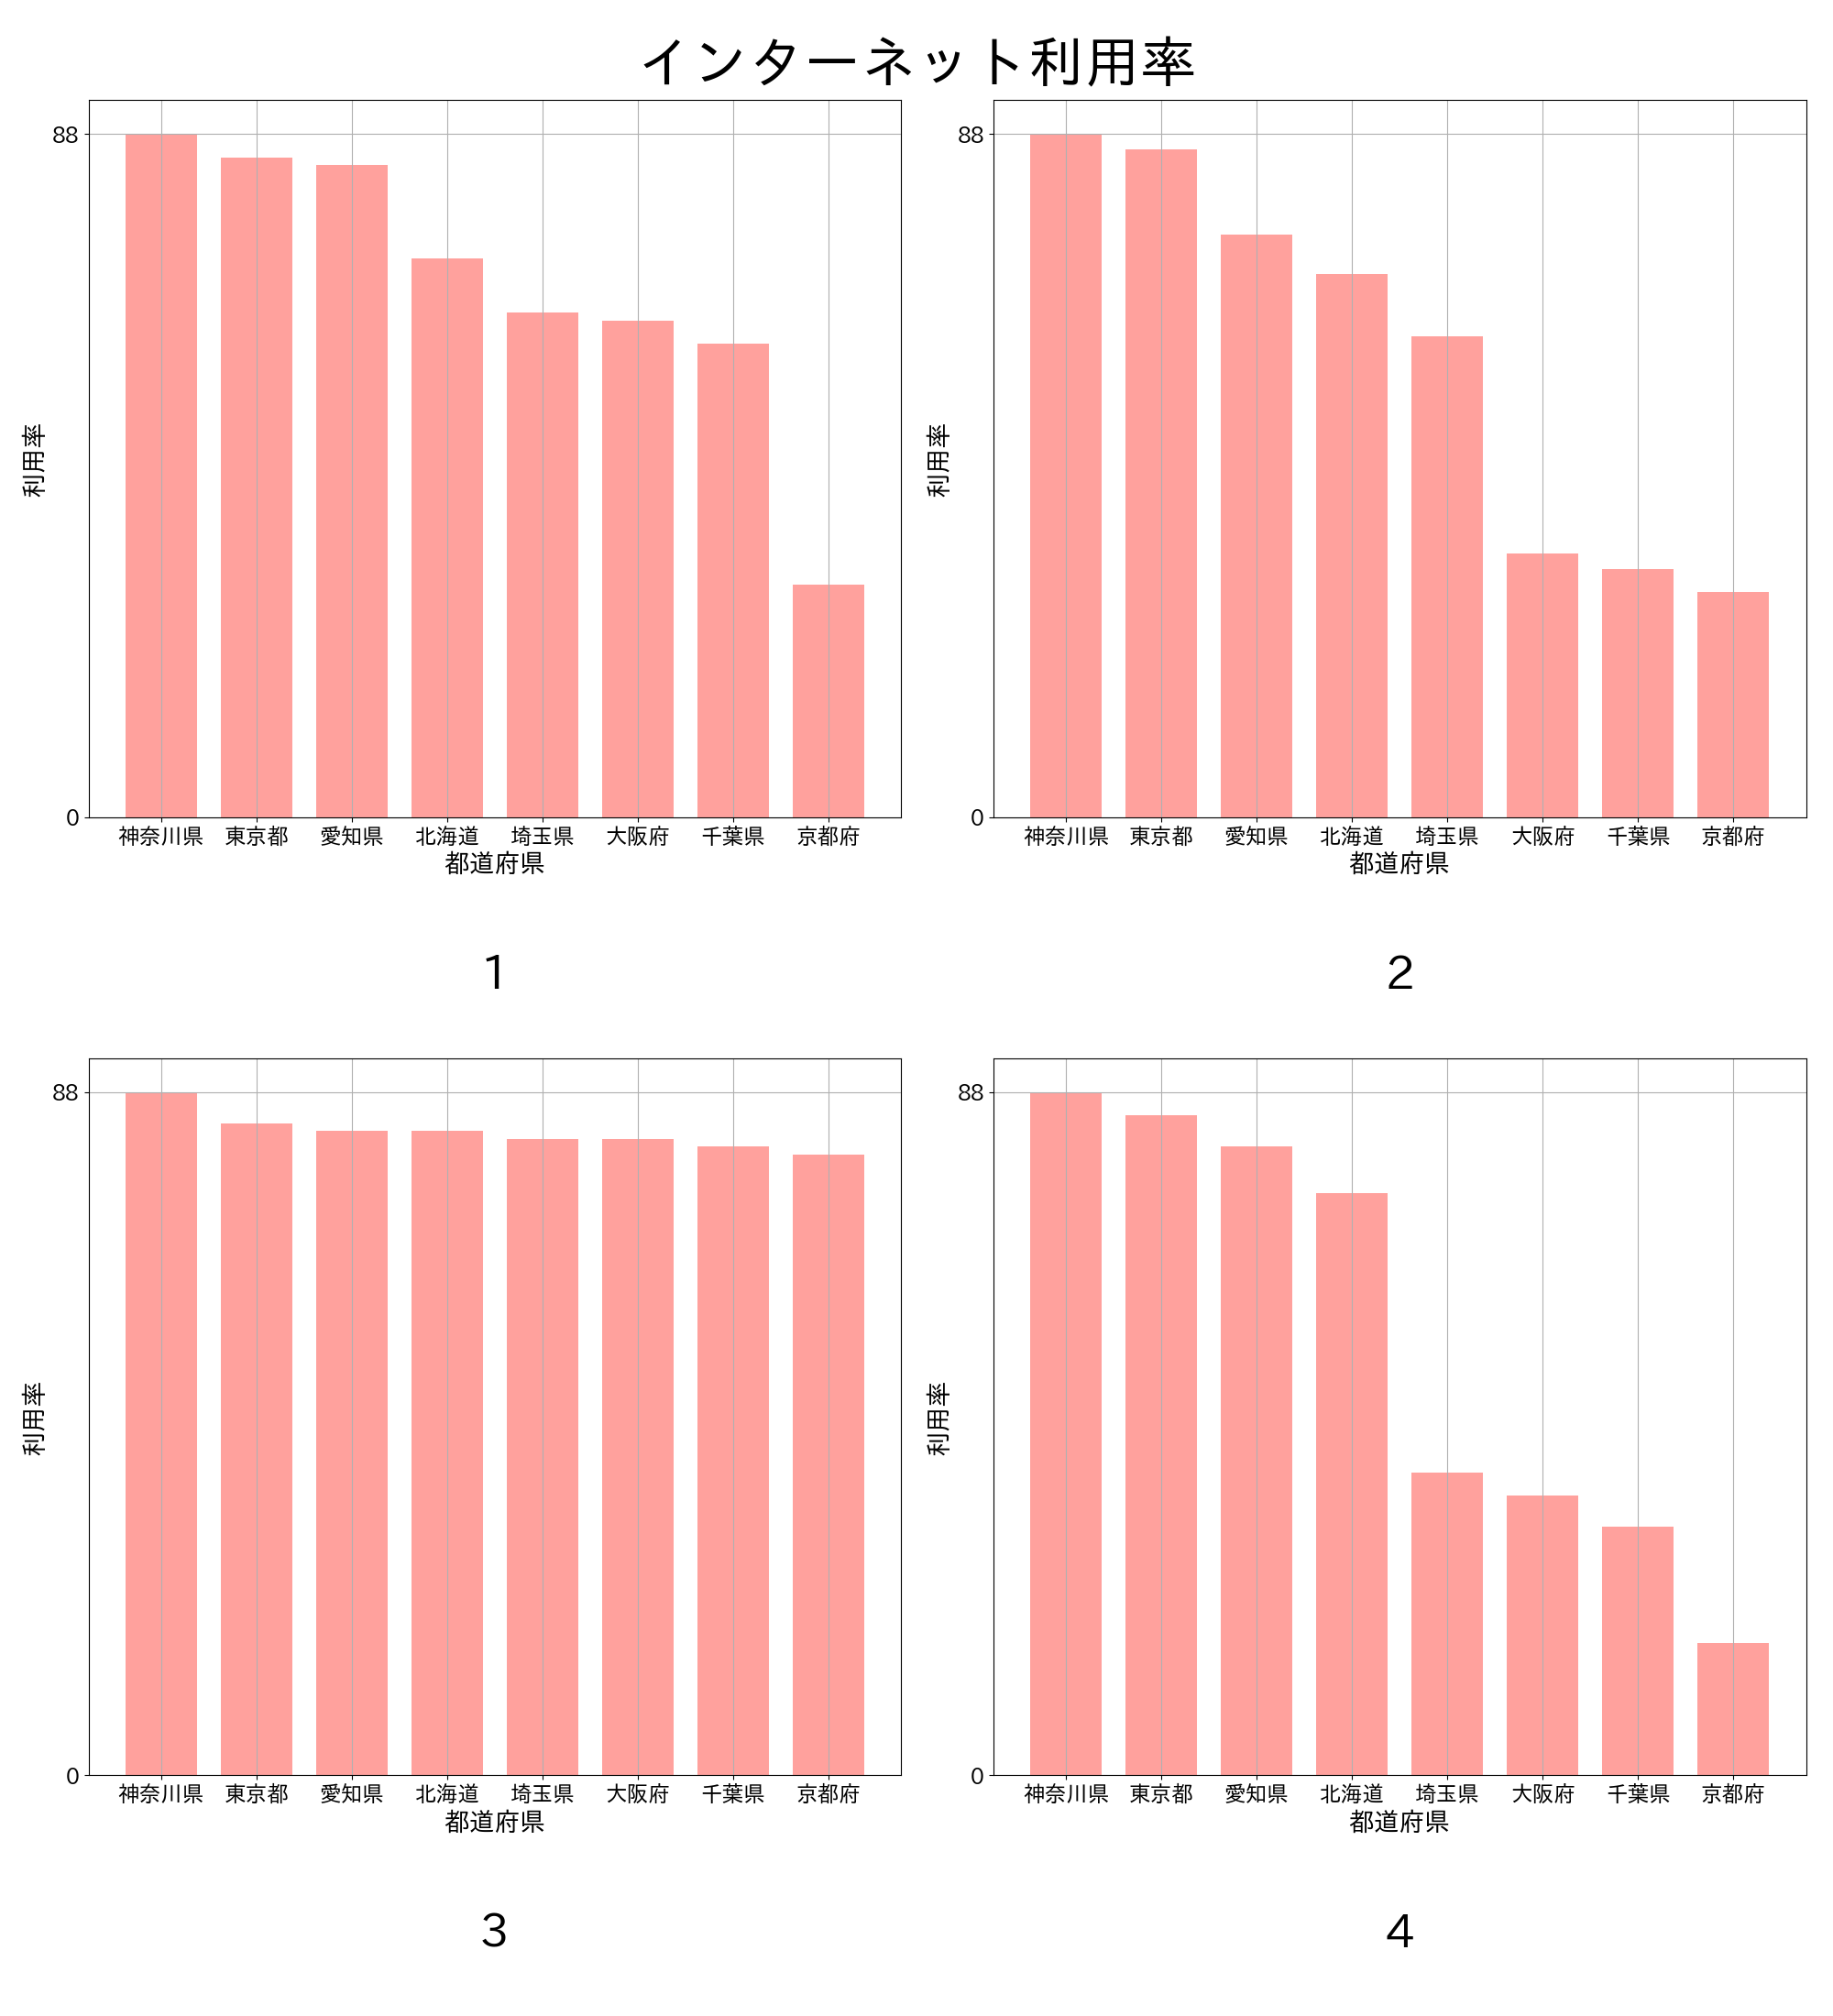 インターネット利用率
88
0
利用率
神奈川県 東京都 愛知県 北海道 埼玉県 大阪府 千葉県 京都府
都道府県
1
88
0
利用率
神奈川県 東京都 愛知県 北海道 埼玉県 大阪府 千葉県 京都府
都道府県
2
88
0
利用率
神奈川県 東京都 愛知県 北海道 埼玉県 大阪府 千葉県 京都府
都道府県
3
88
0
利用率
神奈川県 東京都 愛知県 北海道 埼玉県 大阪府 千葉県 京都府
都道府県
4